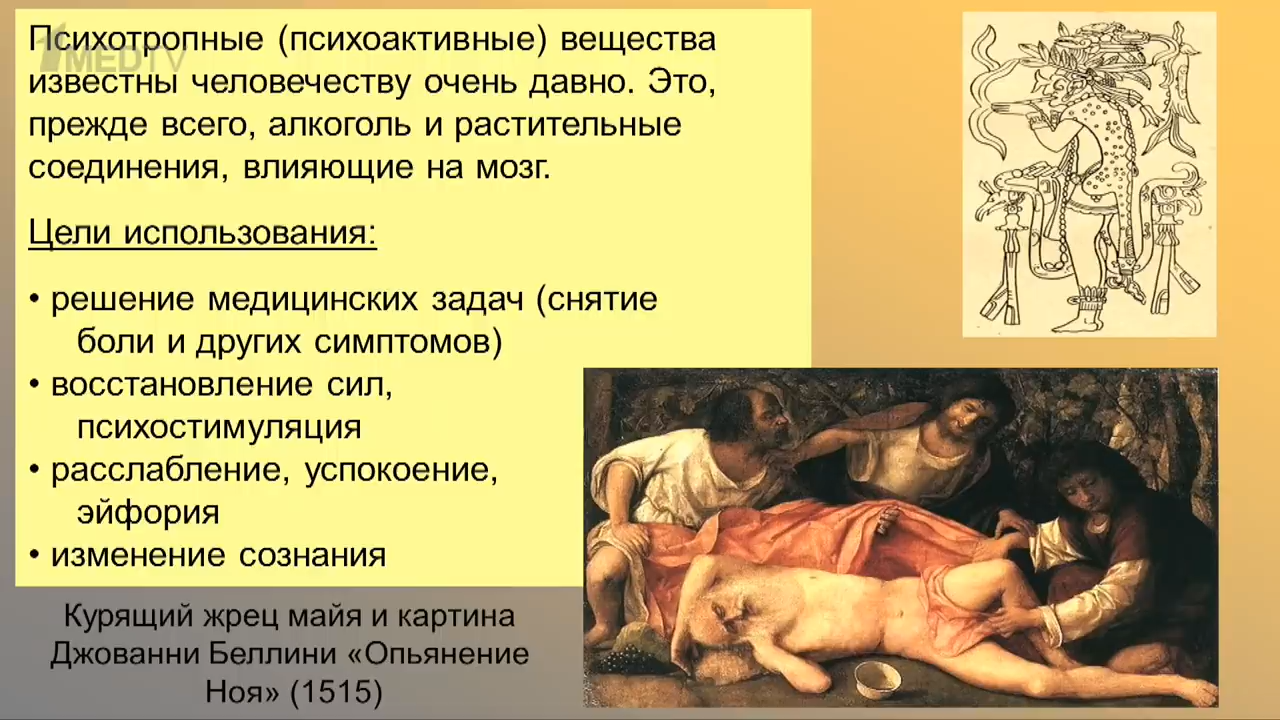 1MEDTV
Психотропные (психоактивные) вещества
известны человечеству очень давно. Это,
прежде всего, алкоголь и растительные
соединения, влияющие на мозг.
Цели использования:
• решение медицинских задач (снятие
боли и других симптомов)
• восстановление сил,
психостимуляция
• расслабление, успокоение,
эйфория
• изменение сознания
Курящий жрец майя и картина
Джованни Беллини «Опьянение
Ноя» (1515)